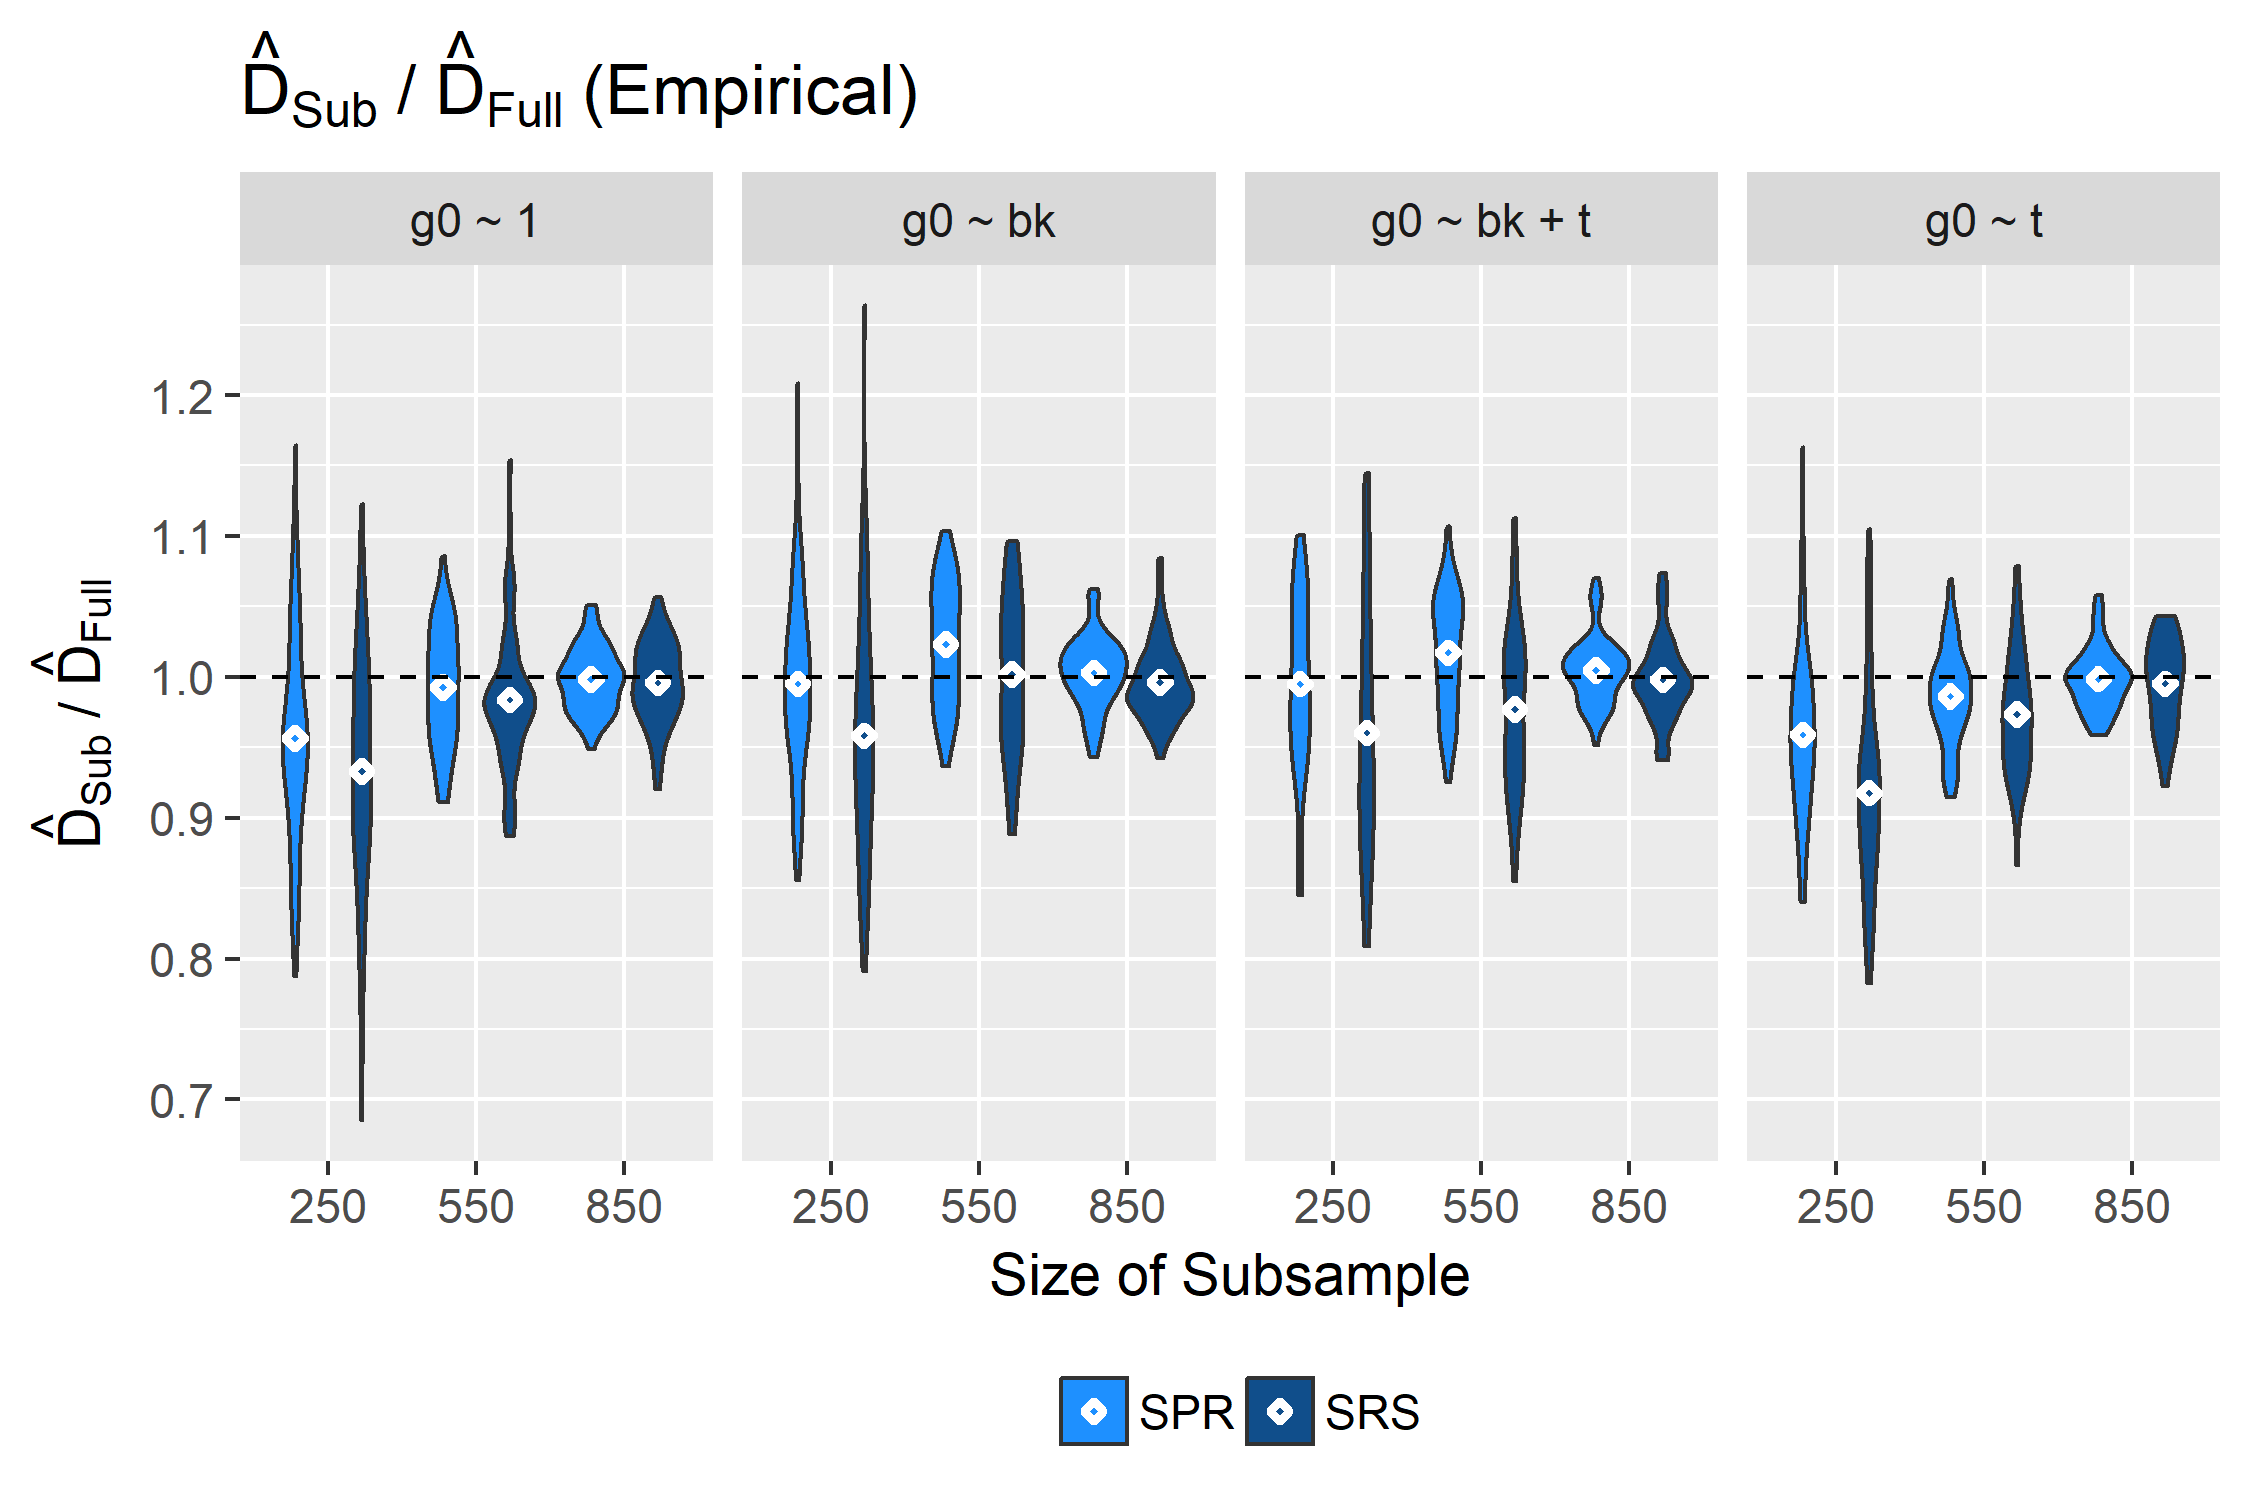 D̂Sub / D̂Full (Empirical)
g0 ~ 1 g0 ~ bk g0 ~ bk + t g0 ~ t
D̂Sub / D̂Full
1.2
1.1
1.0
0.9
0.8
0.7
250 550 850 250 550 850 250 550 850 250 550 850
Size of Subsample
SPR SRS